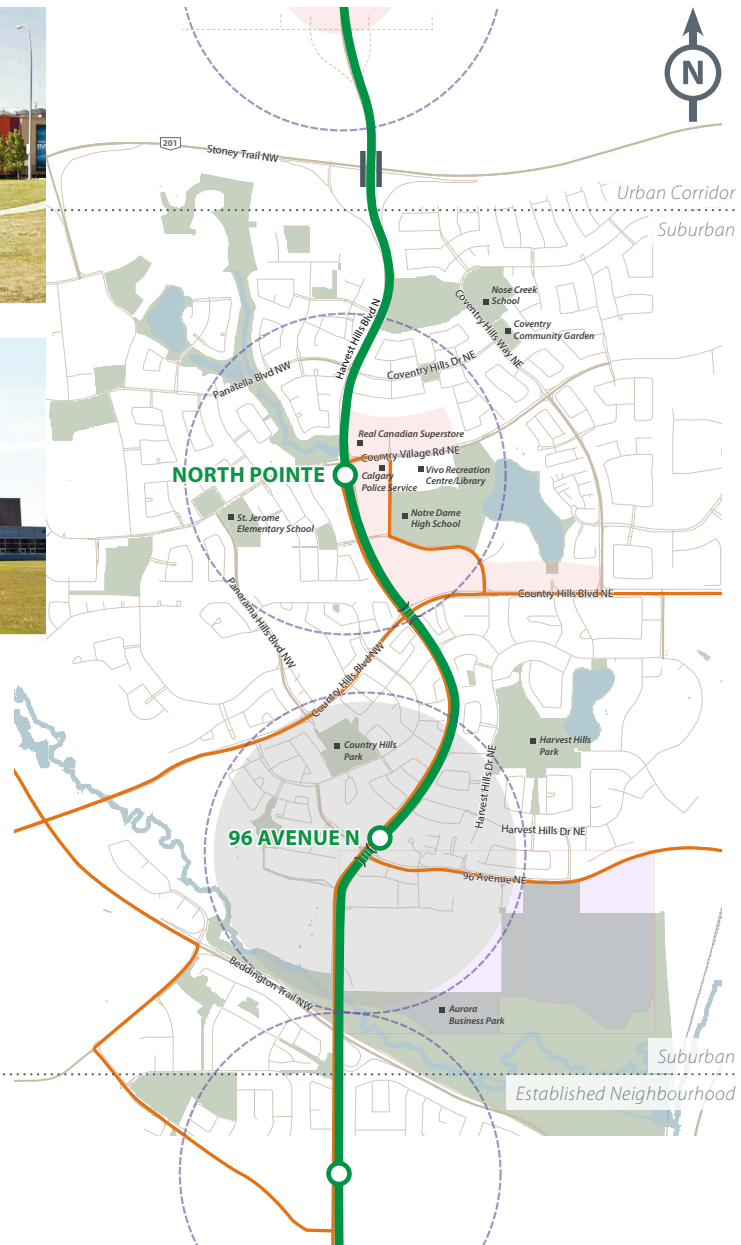 N
201
Stoney Trail NW
Urban Corridor
Suburban
Nose Creek
School
Coventry Hills Way NE
Coventry
Community Garden
Harvest Hills Blvd N
Panatella Blvd NW
Coventry Hills Dr NE
Real Canadian Superstore
Country Village Rd NE
NORTH POINTE
Calgary
Police Service
Vivo Recreation
Centre/Library
St. Jerome
Elementary School
Notre Dame
High School
Panorama Hills Blvd NW
Country Hills Blvd NE
Country Hills Blvd NW
Country Hills
Park
Harvest Hills
Park
Harvest Hills Dr NE
96 AVENUE N
Harvest Hills Dr NE
96 Avenue NE
Beddington Trail NW
Aurora
Business Park
Suburban
Established Neighbourhood